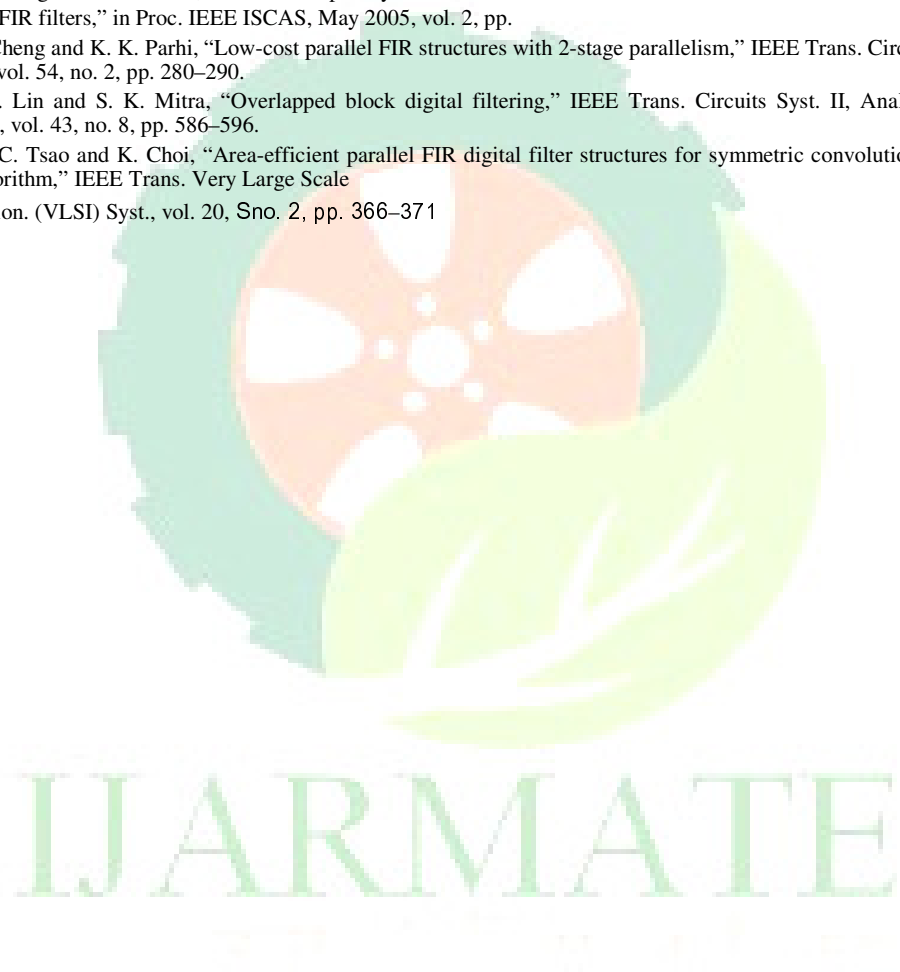 FIR filters,” in Proc. IEEE ISCAS, May 2005, vol. 2, pp.
Cheng and K. K. Parhi, “Low-cost parallel FIR structures with 2-stage parallelism,” IEEE Trans. Circ
vol. 54, no. 2, pp. 280–290.
. Lin and S. K. Mitra, “Overlapped block digital filtering,” IEEE Trans. Circuits Syst. II, Anal
, vol. 43, no. 8, pp. 586–596.
C. Tsao and K. Choi, “Area-efficient parallel FIR digital filter structures for symmetric convolutio
orithm,” IEEE Trans. Very Large Scale
on. (VLSI) Syst., vol. 20, Sno. 2, pp. 366–371
IJARMATE